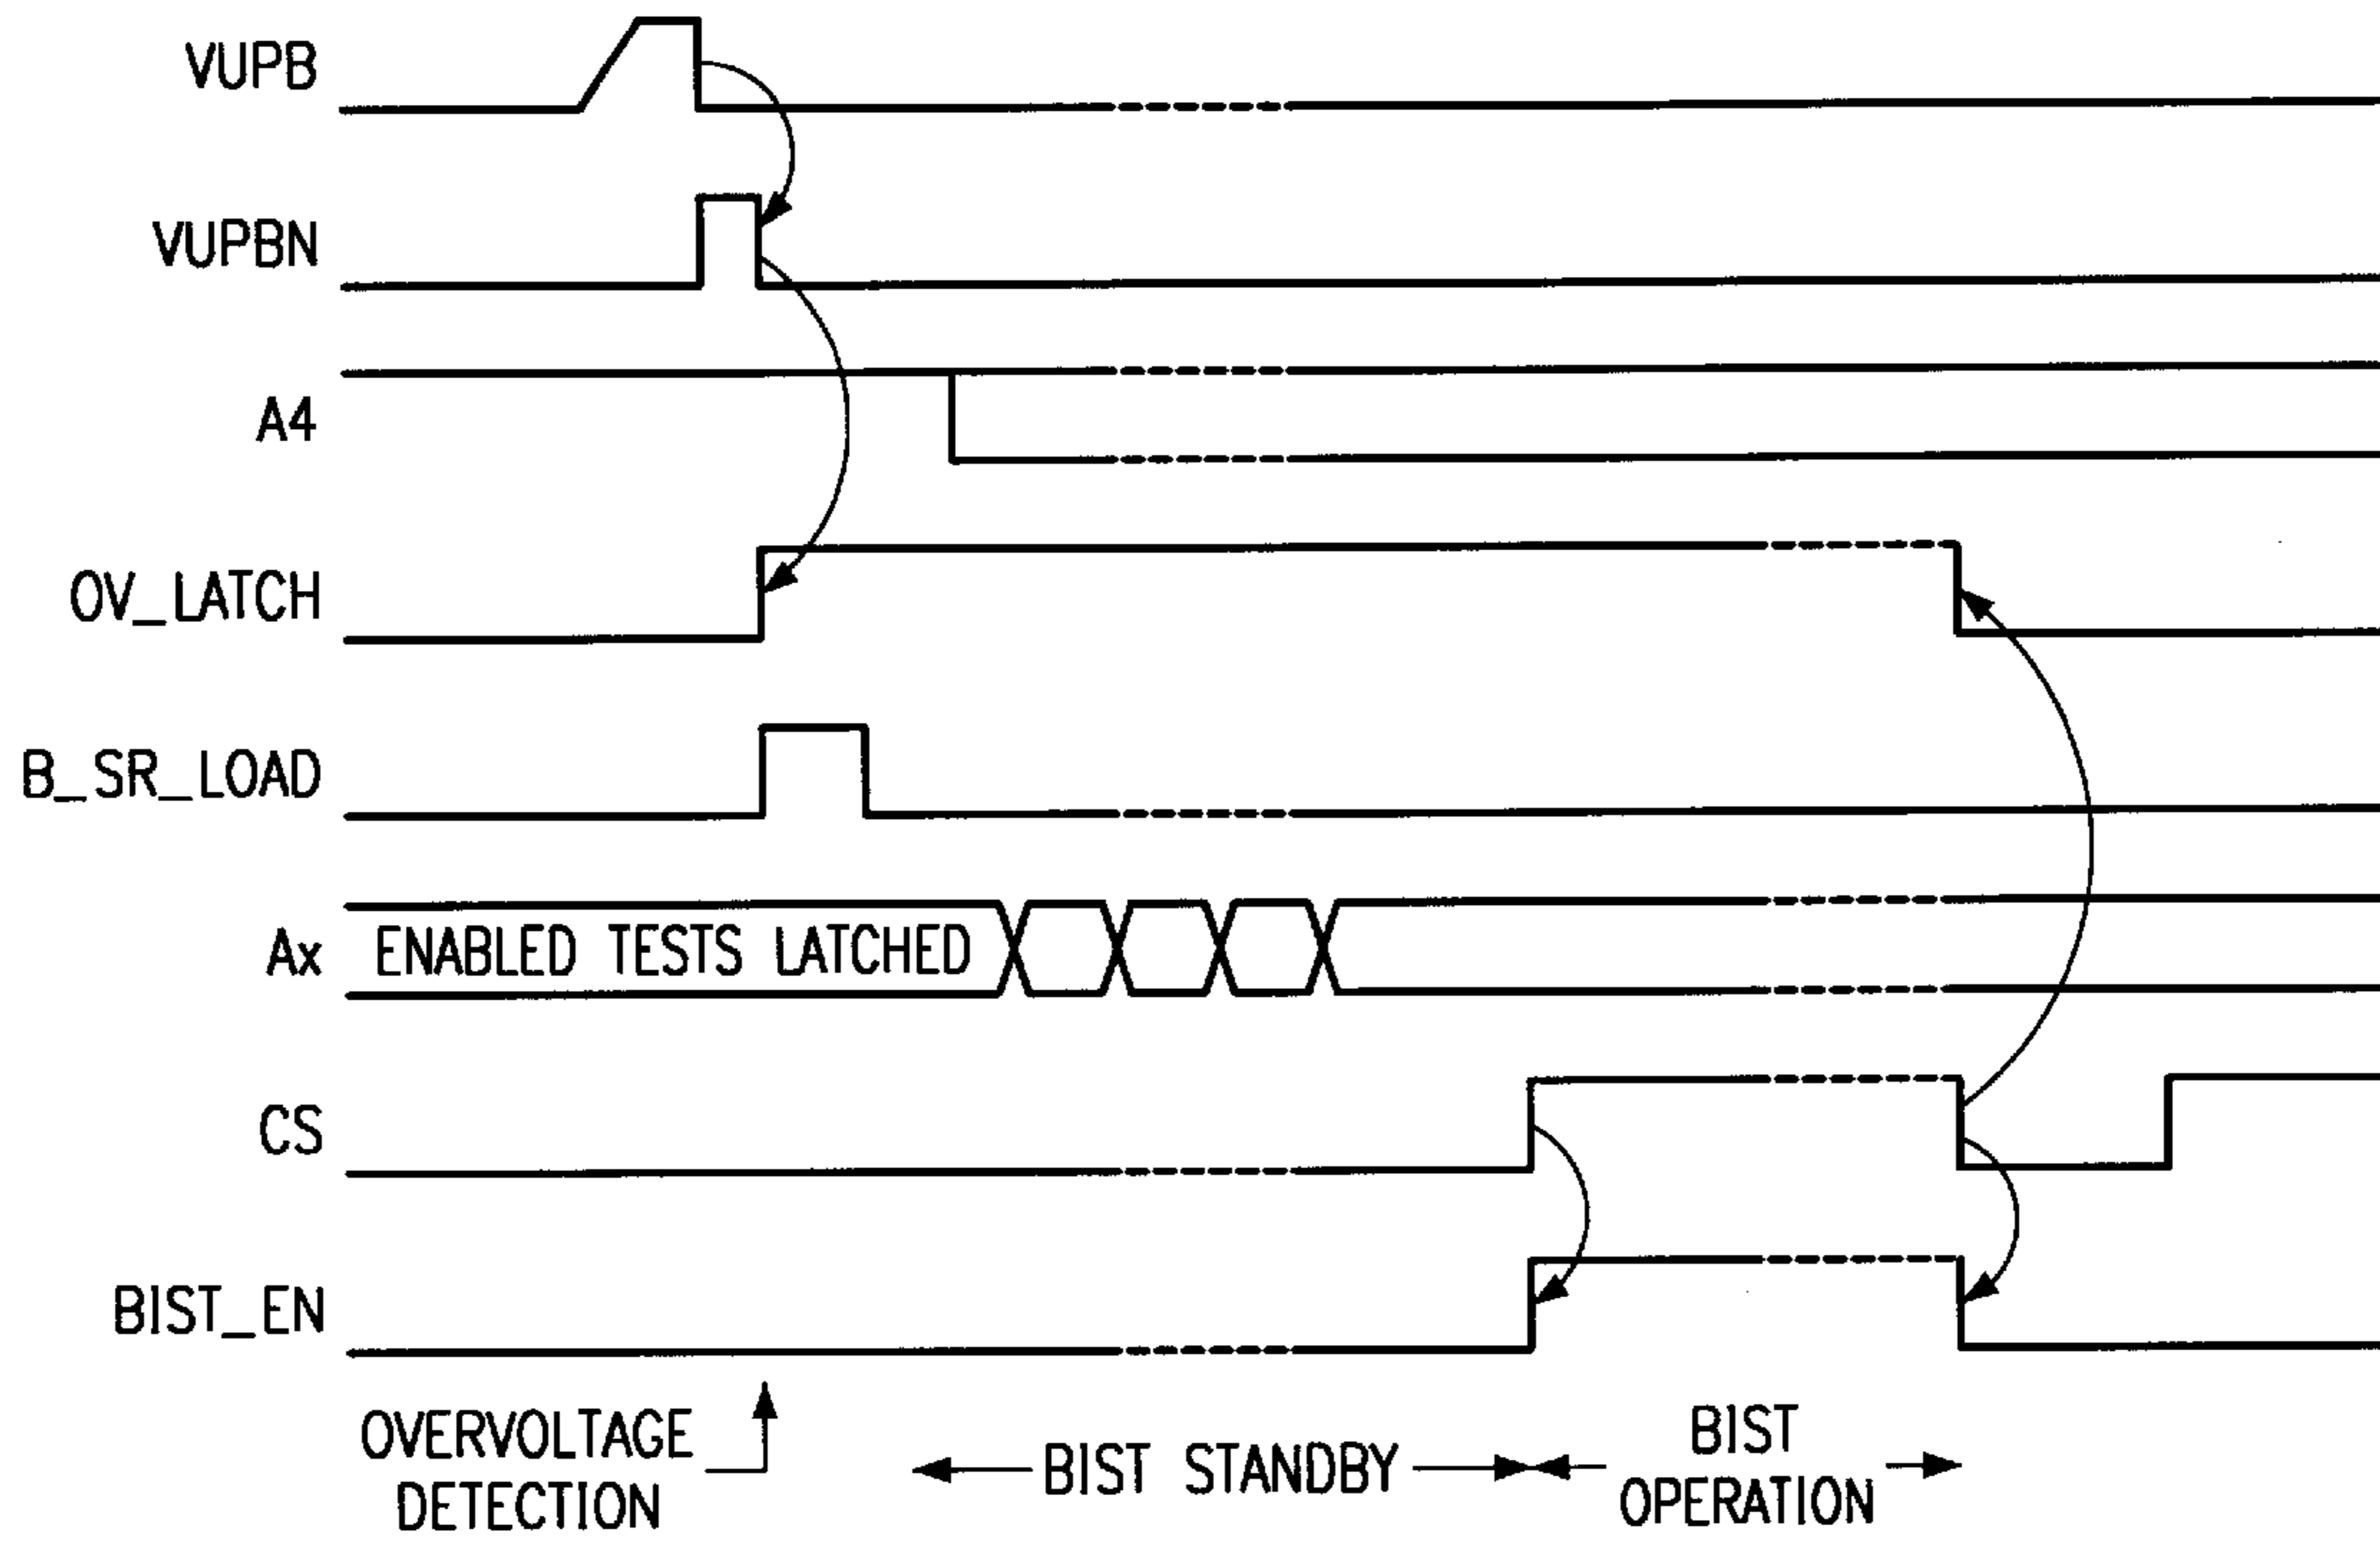 VUPB
VUPBN
A4
OV_LATCH
B_SR_LOAD
Ax ENABLED TESTS LATCHED
CS
BIST_EN
OVERVOLTAGE
DETECTION
BIST STANDBY
BIST
OPERATION